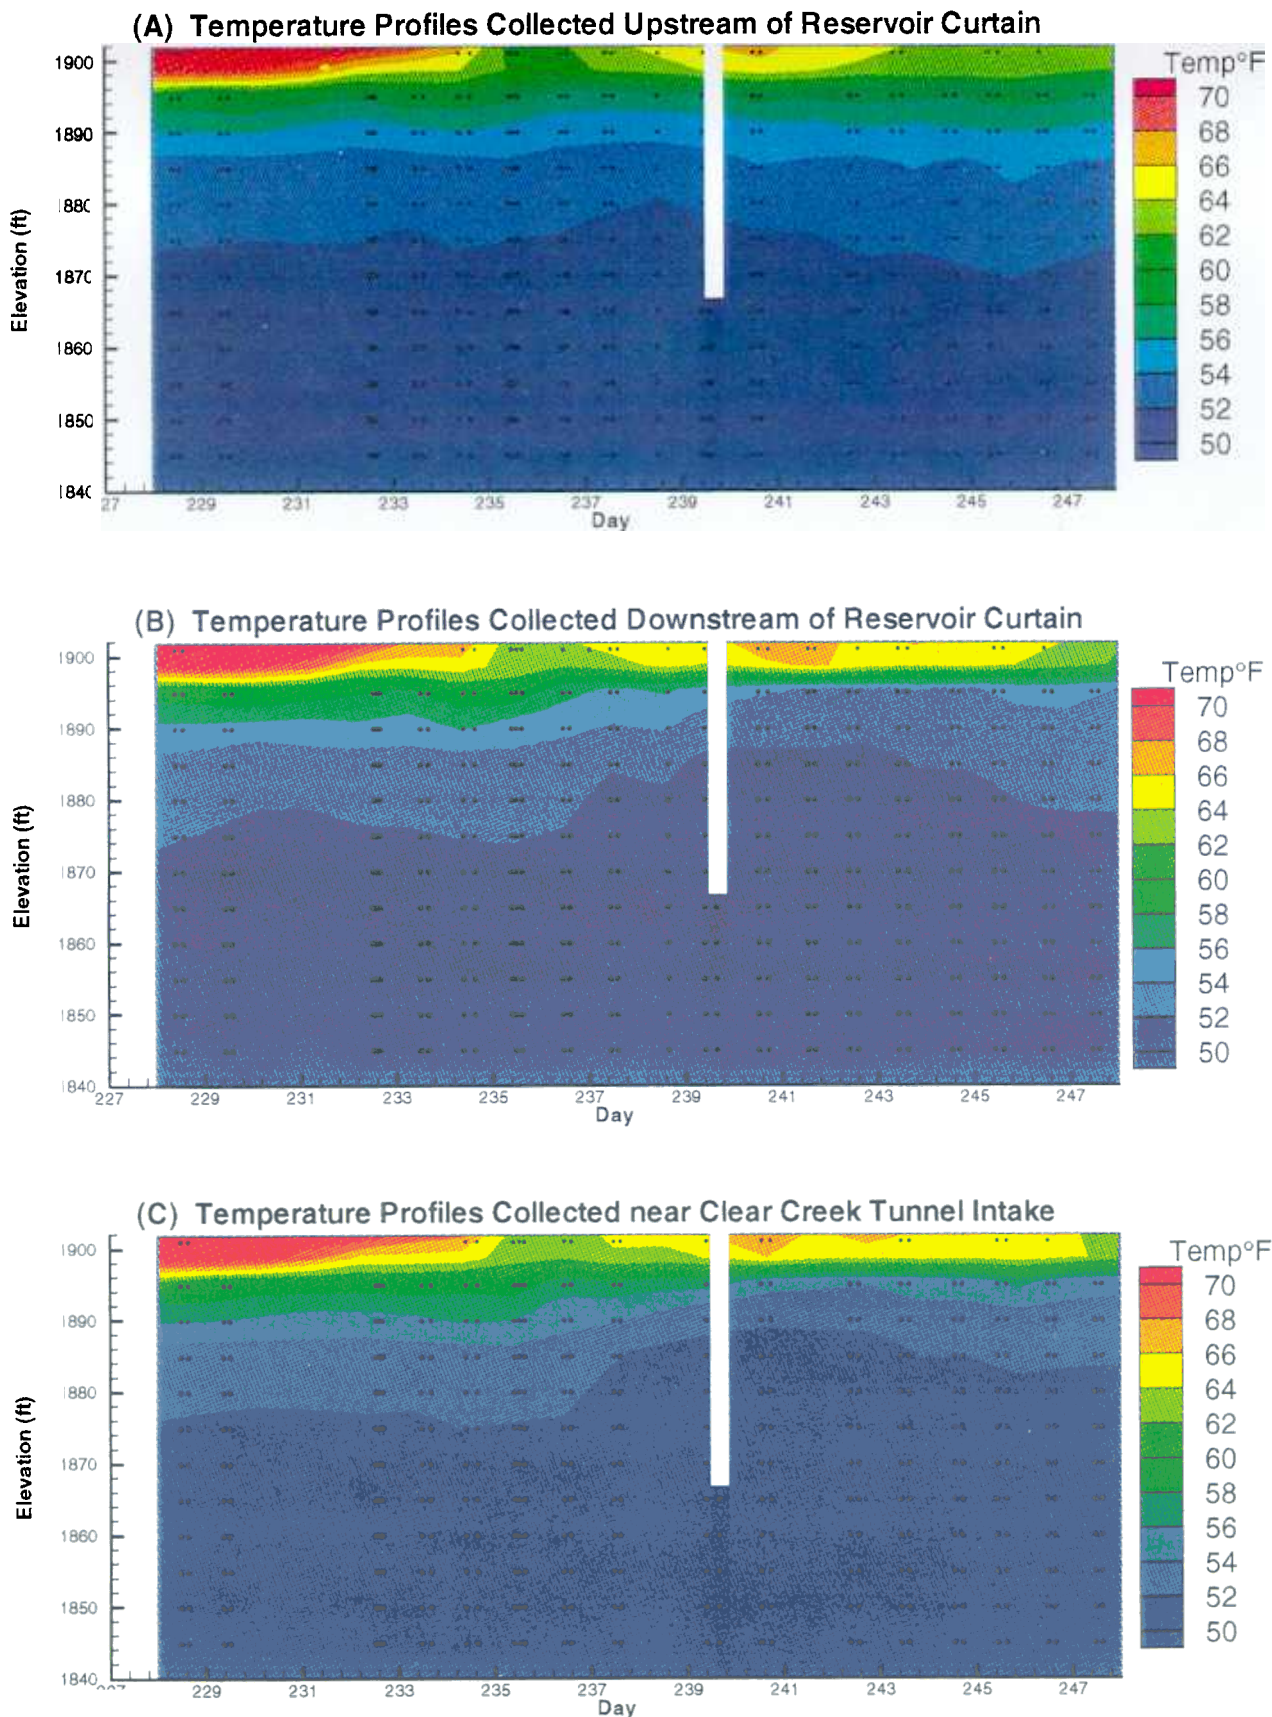 (A) Temperature Profiles Collected Upstream of Reservoir Curtain
Temp°F
1900
1890
188C
187C
1860
185C
184C
Elevation (ft)
27 229 231 233 235 237 239 241 243 245 247
Day
70
68
66
64
62
60
58
56
54
52
50
(B) Temperature Profiles Collected Downstream of Reservoir Curtain
Temp°F
1900
1890
1880
1870
1860
1850
1840
Elevation (ft)
227 229 231 233 235 237 239 241 243 245 247
Day
70
68
66
64
62
60
58
56
54
52
50
(C) Temperature Profiles Collected near Clear Creek Tunnel Intake
Temp°F
1900
1890
1880
1870
1860
1850
1840
Elevation (ft)
229 231 233 235 237 239 241 243 245 247
Day
70
68
66
64
62
60
58
56
54
52
50